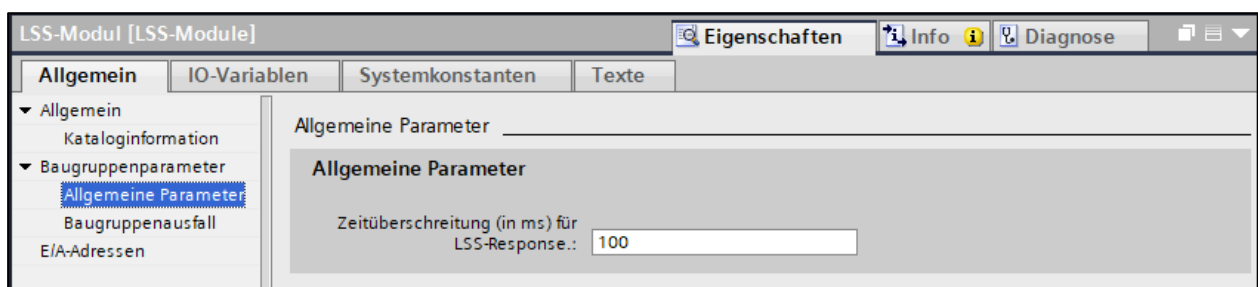 LSS-Modul [LSS-Module]
Eigenschaften
Info
Diagnose
Allgemein
IO-Variablen
Systemkonstanten
Texte
Allgemein
Kataloginformation
Baugruppenparameter
Allgemeine Parameter
Baugruppenausfall
E/A-Adressen
Allgemeine Parameter
Allgemeine Parameter
Zeitüberschreitung (in ms) für
LSS-Response.:
100